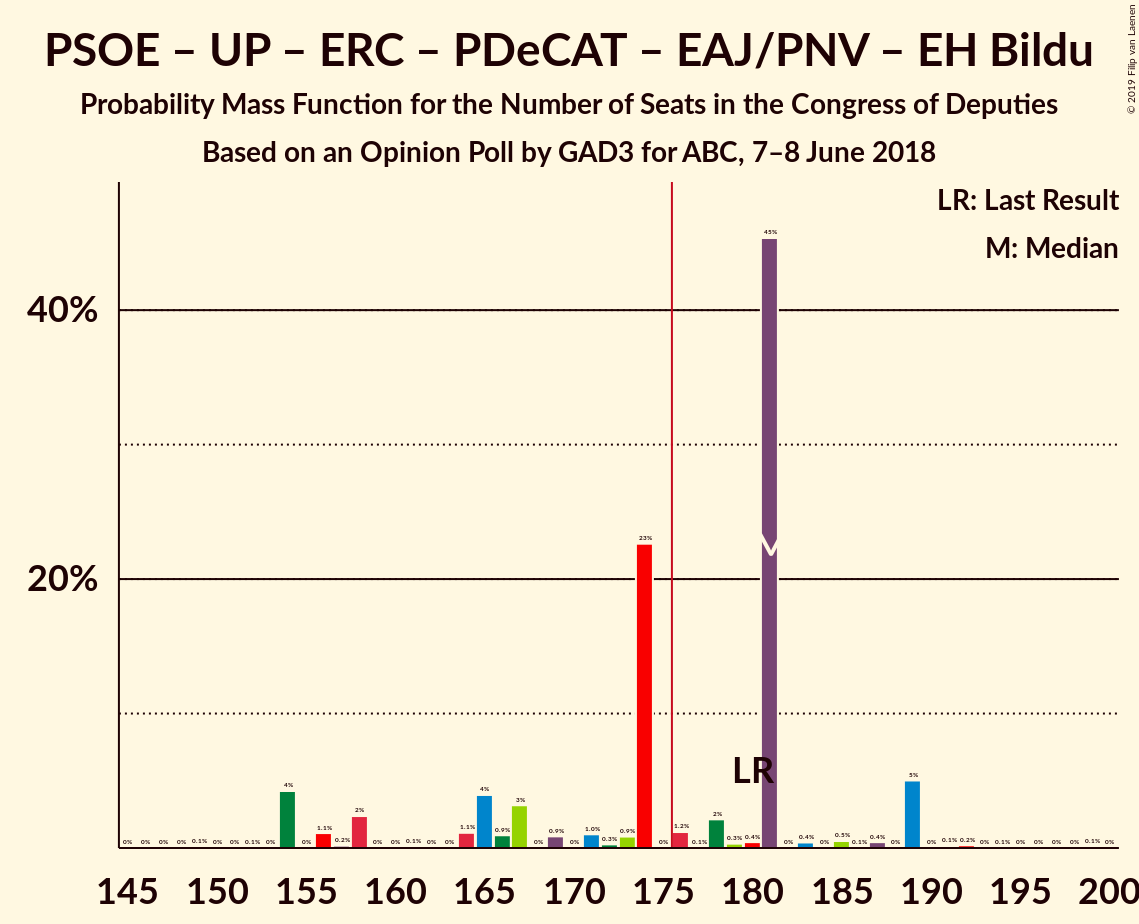 PSOE – UP – ERC – PDeCAT – EAJ/PNV – EH Bildu
Probability Mass Function for the Number of Seats in the Congress of Deputies
Based on an Opinion Poll by GAD3 for ABC, 7–8 June 2018
© 2019 Filip van Laenen
LR: Last Result
M: Median
40%
20%
0% 0% 0% 0% 0.1% 0% 0% 0.1% 0% 4% 0% 1.1% 0.2% 2% 0% 0% 0.1% 0% 0% 1.1% 4% 0.9% 3% 0% 0.9% 0% 1.0% 0.3% 0.9% 23% 0% 1.2% 0.1% 2% 0.3% 0.4% 45% 0% 0.4% 0% 0.5% 0.1% 0.4% 0% 5% 0% 0.1% 0.2% 0% 0.1% 0% 0% 0% 0% 0.1% 0%
LR
145 150 155 160 165 170 175 180 185 190 195 200